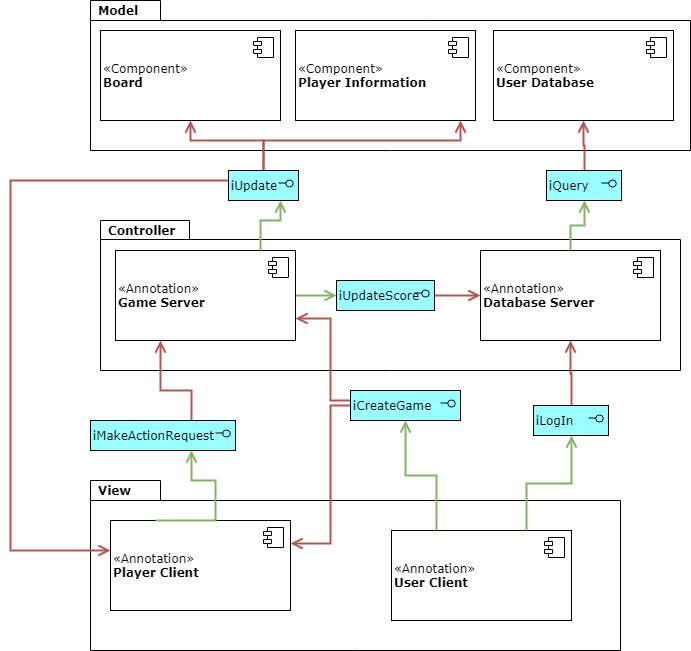 Model
«Component»
Board
«Component»
Player Information
«Component»
User Database
iUpdate
iQuery
Controller
«Annotation»
Game Server
iUpdateScore
«Annotation»
Database Server
iMakeActionRequest
iCreateGame
iLogIn
View
«Annotation»
Player Client
«Annotation»
User Client